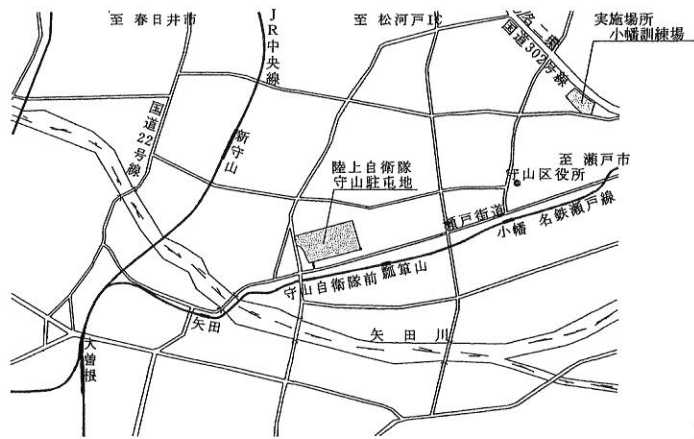 至 春日井市
JR中央線
至 松河戸IC
名二環
国道302号線
実施場所
小幡訓練場
国道22号線
新守山
陸上自衛隊
守山駐屯地
至 瀬戸市
守山区役所
瀬戸街道
小幡
名鉄瀬戸線
守山自衛隊前
瓢箪山
矢田
矢田川
大曽根